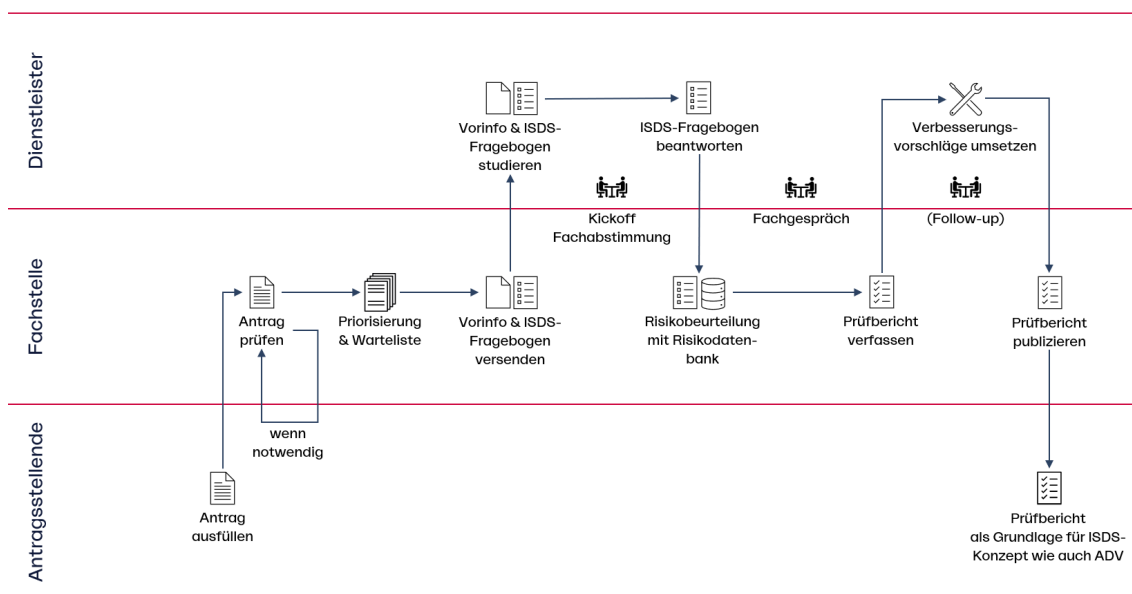 Dienstleister
Vorinfo & ISDS-
Fragebogen
studieren
ISDS-Fragebogen
beantworten
Verbesserungs-
vorschläge umsetzen
Kickoff
Fachabstimmung
Fachgespräch
(Follow-up)
Fachstelle
Antrag
prüfen
Priorisierung
& Warteliste
Vorinfo & ISDS-
Fragebogen
versenden
Risikobeurteilung
mit Risikodaten-
bank
Prüfbericht
verfassen
Prüfbericht
publizieren
Antragsstellende
wenn
notwendig
Antrag
ausfüllen
Prüfbericht
als Grundlage für ISDS-
Konzept wie auch ADV